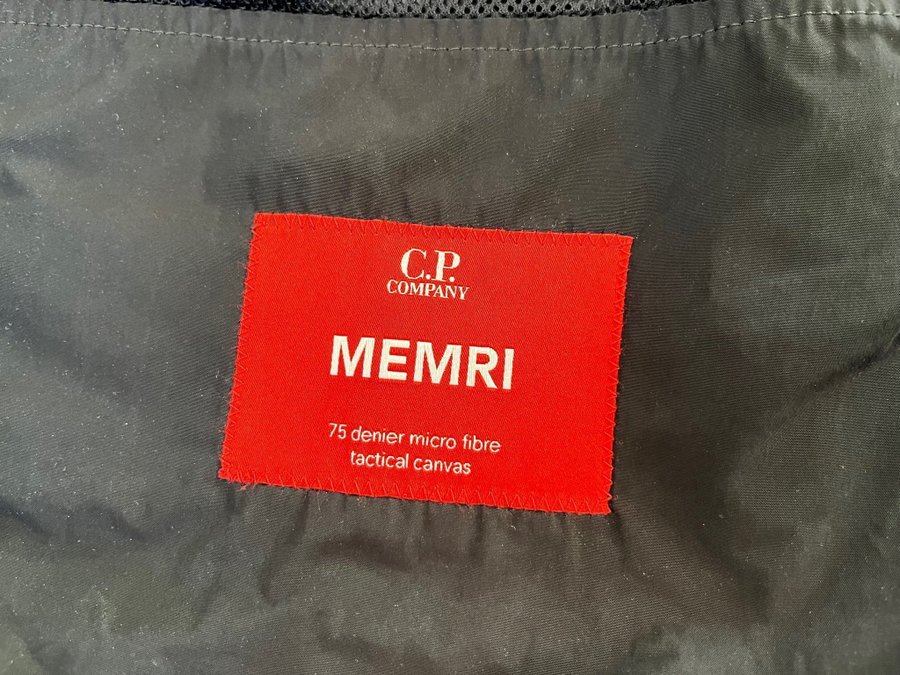 C.P.
COMPANY
MEMRI
75 denier micro fibre
tactical canvas